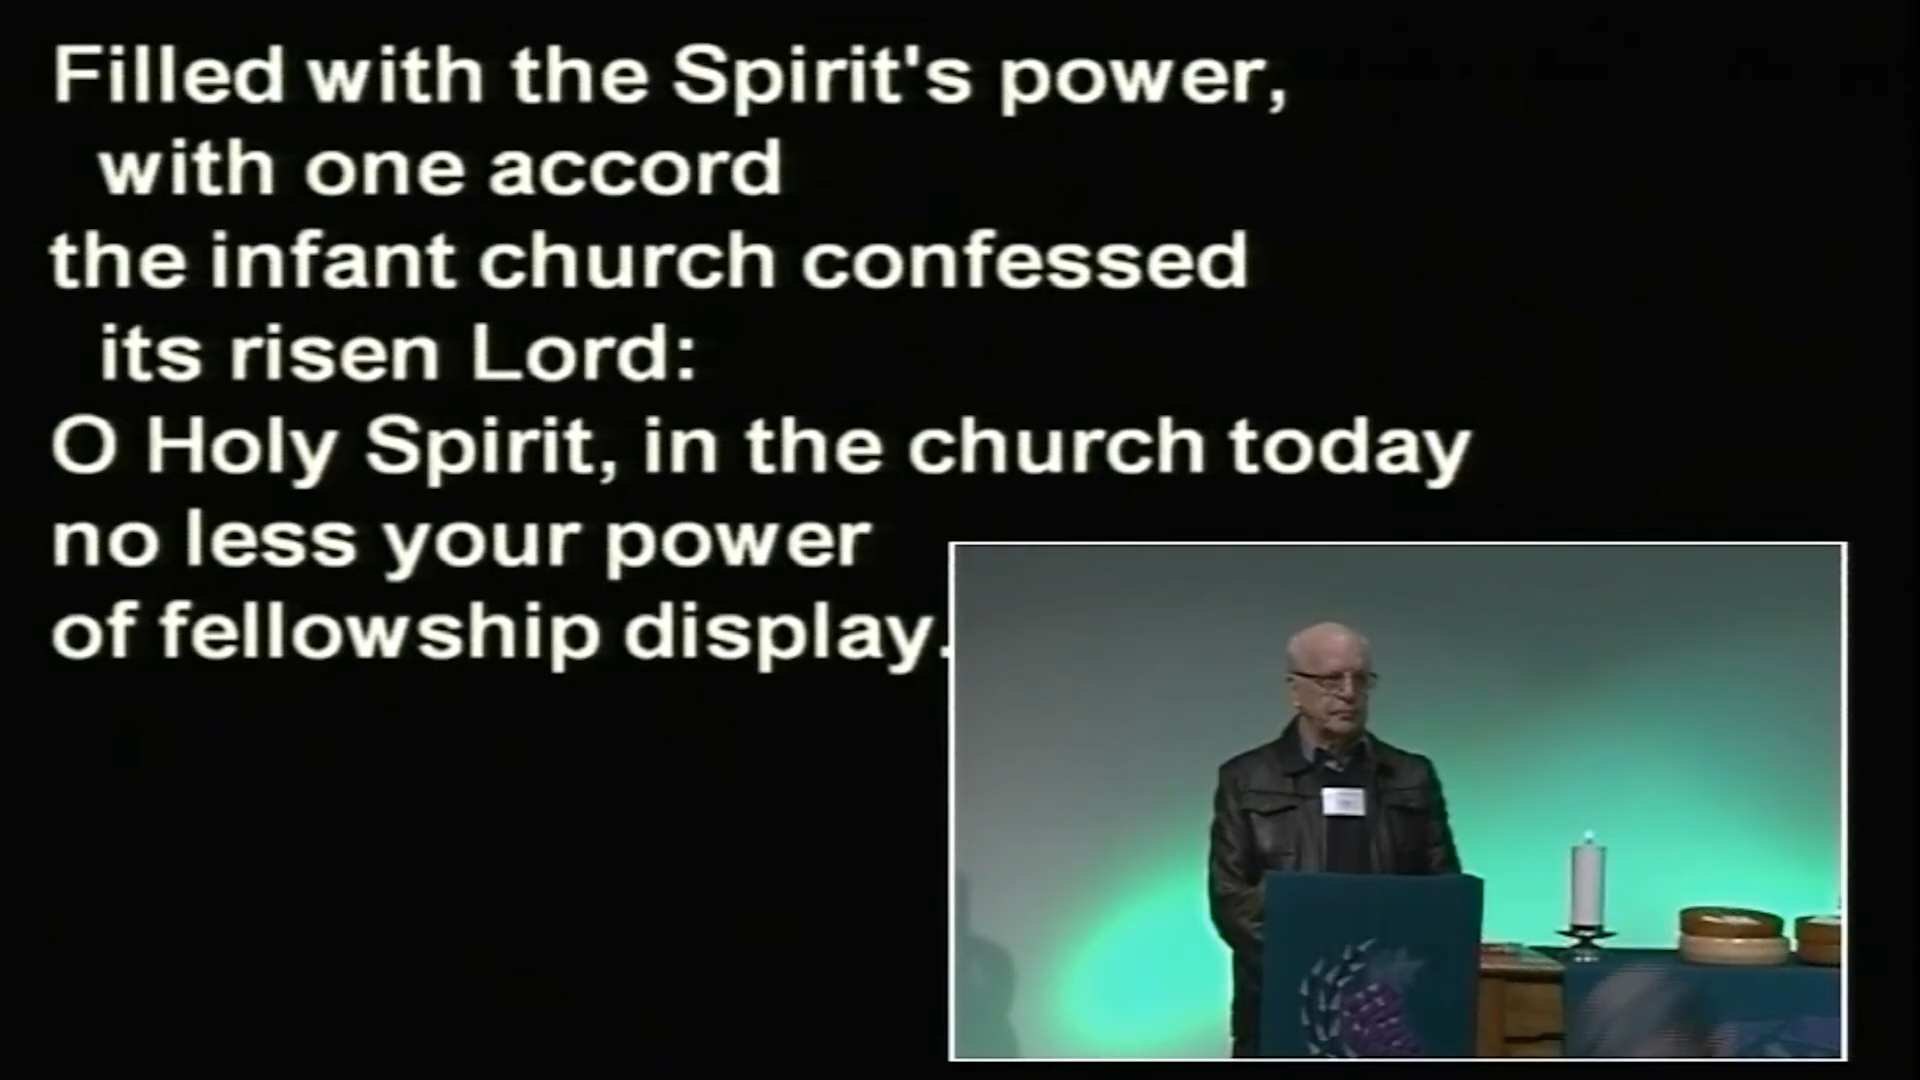 Filled with the Spirit's power,
with one accord
the infant church confessed
its risen Lord:
O Holy Spirit, in the church today
no less your power
of fellowship display.